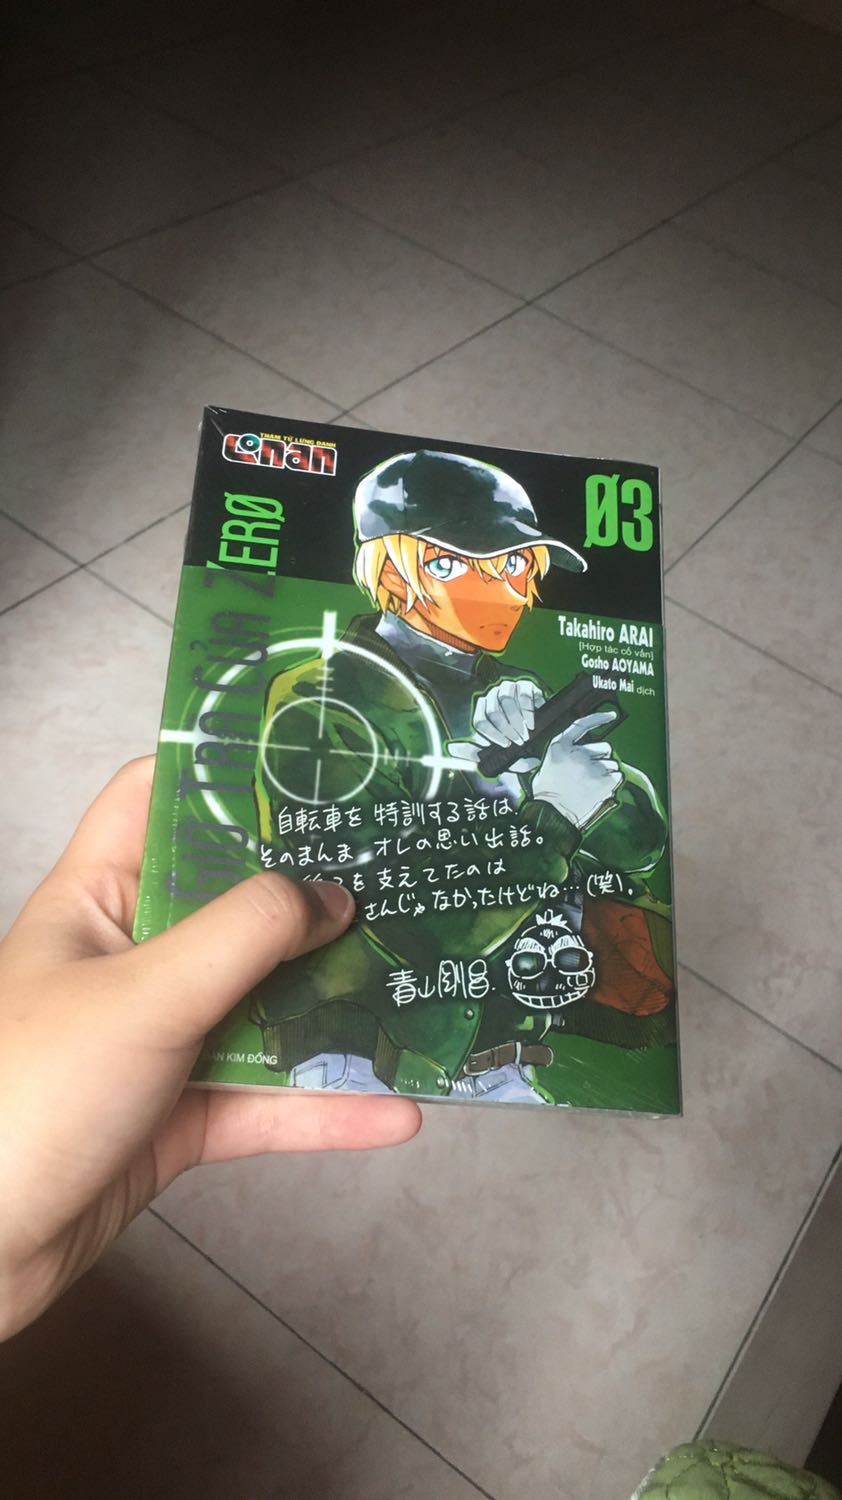 THÁM TỬ LỪNG DANH
Conan
GIỜ TRÀ CỦA ZERØ
Ø3
Takahiro ARAI
[Hợp tác cố vấn]
Gosho AOYAMA
Ukato Mai dịch
自転車を 特訓する話は、
そのまんま オレの思い出話。
を支えてたのは
さんじゃなかったけどね…(笑)。
青山剛昌.
KIM ĐỒNG